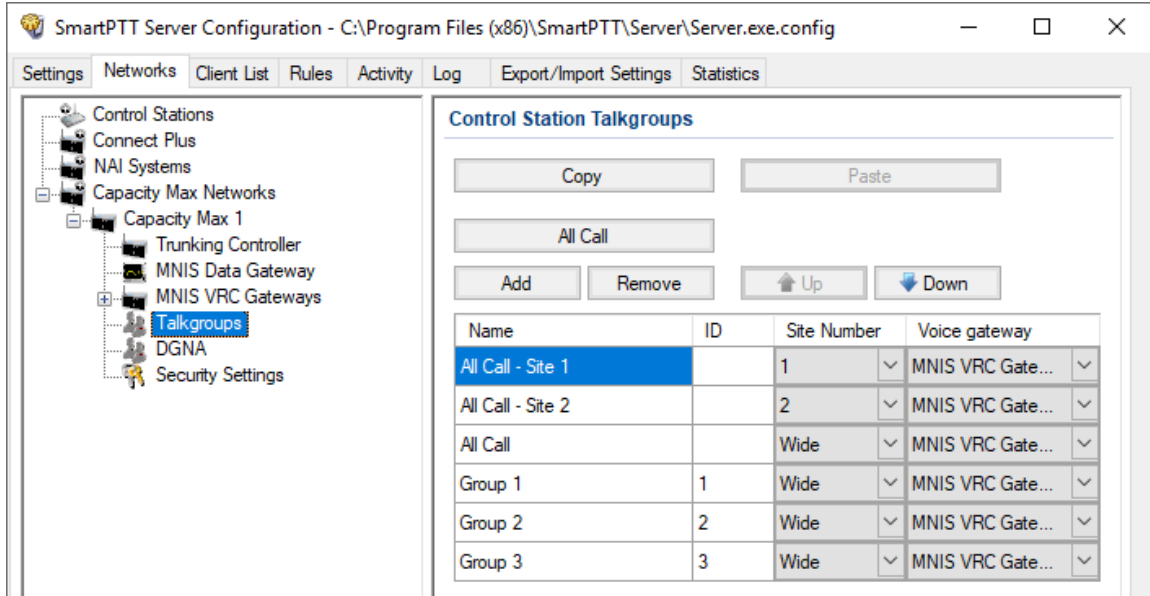 SmartPTT Server Configuration - C:\Program Files (x86)\SmartPTT\Server\Server.exe.config
Settings Networks Client List Rules Activity Log Export/Import Settings Statistics
Control Stations
Connect Plus
NAI Systems
Capacity Max Networks
Capacity Max 1
Trunking Controller
MNIS Data Gateway
MNIS VRC Gateways
Talkgroups
DGNA
Security Settings
Control Station Talkgroups
Copy Paste
All Call
Add Remove Up Down
Name ID Site Number Voice gateway
All Call - Site 1 1 MNIS VRC Gate...
All Call - Site 2 2 MNIS VRC Gate...
All Call Wide MNIS VRC Gate...
Group 1 1 Wide MNIS VRC Gate...
Group 2 2 Wide MNIS VRC Gate...
Group 3 3 Wide MNIS VRC Gate...